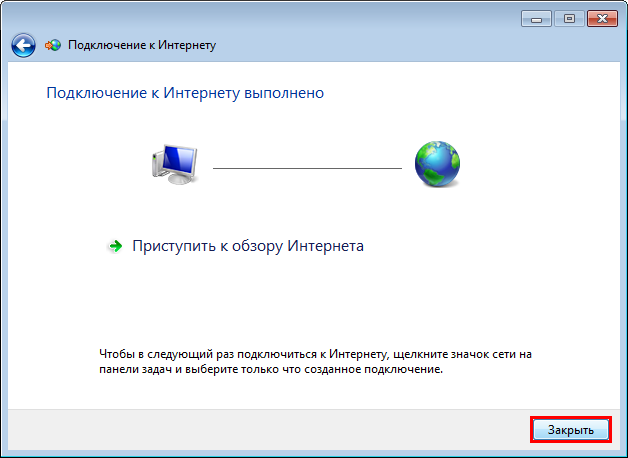 Подключение к Интернету
Подключение к Интернету выполнено
Приступить к обзору Интернета
Чтобы в следующий раз подключиться к Интернету, щелкните значок сети на
панели задач и выберите только что созданное подключение.
Закрыть